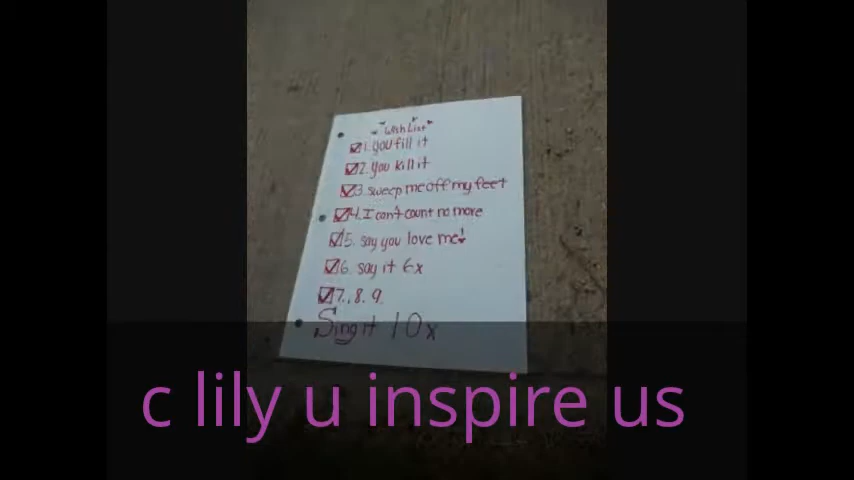 Wish List
1. you fill it
2. you kill it
3. sweep me off my feet
4. I can't count no more
5. say you love me!
6. say it 6x
7., 8. 9.
Sing it 10x
c lily u inspire us